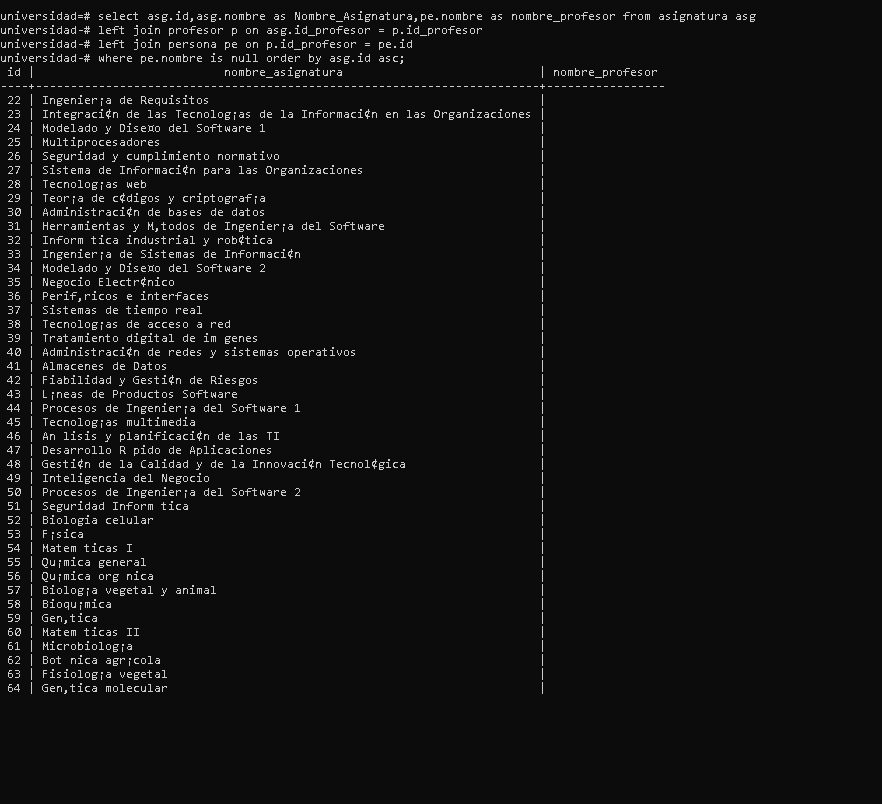 universidad=# select asg.id,asg.nombre as Nombre_Asignatura,pe.nombre as nombre_profesor from asignatura asg
universidad-# left join profesor p on asg.id_profesor = p.id_profesor
universidad-# left join persona pe on p.id_profesor = pe.id
universidad-# where pe.nombre is null order by asg.id asc;
 id | nombre_asignatura | nombre_profesor
----+-------------------------------------------------------------------------+-----------------
 22 | Ingenier¡a de Requisitos |
 23 | Integraci¢n de las Tecnolog¡as de la Informaci¢n en las Organizaciones |
 24 | Modelado y Dise¤o del Software 1 |
 25 | Multiprocesadores |
 26 | Seguridad y cumplimiento normativo |
 27 | Sistema de Informaci¢n para las Organizaciones |
 28 | Tecnolog¡as web |
 29 | Teor¡a de c¢digos y criptograf¡a |
 30 | Administraci¢n de bases de datos |
 31 | Herramientas y M‚todos de Ingenier¡a del Software |
 32 | Inform tica industrial y rob¢tica |
 33 | Ingenier¡a de Sistemas de Informaci¢n |
 34 | Modelado y Dise¤o del Software 2 |
 35 | Negocio Electr¢nico |
 36 | Perif‚ricos e interfaces |
 37 | Sistemas de tiempo real |
 38 | Tecnolog¡as de acceso a red |
 39 | Tratamiento digital de im genes |
 40 | Administraci¢n de redes y sistemas operativos |
 41 | Almacenes de Datos |
 42 | Fiabilidad y Gesti¢n de Riesgos |
 43 | L¡neas de Productos Software |
 44 | Procesos de Ingenier¡a del Software 1 |
 45 | Tecnolog¡as multimedia |
 46 | An lisis y planificaci¢n de las TI |
 47 | Desarrollo R pido de Aplicaciones |
 48 | Gesti¢n de la Calidad y de la Innovaci¢n Tecnol¢gica |
 49 | Inteligencia del Negocio |
 50 | Procesos de Ingenier¡a del Software 2 |
 51 | Seguridad Inform tica |
 52 | Biologia celular |
 53 | F¡sica |
 54 | Matem ticas I |
 55 | Qu¡mica general |
 56 | Qu¡mica org nica |
 57 | Biolog¡a vegetal y animal |
 58 | Bioqu¡mica |
 59 | Gen‚tica |
 60 | Matem ticas II |
 61 | Microbiolog¡a |
 62 | Bot nica agr¡cola |
 63 | Fisiolog¡a vegetal |
 64 | Gen‚tica molecular |